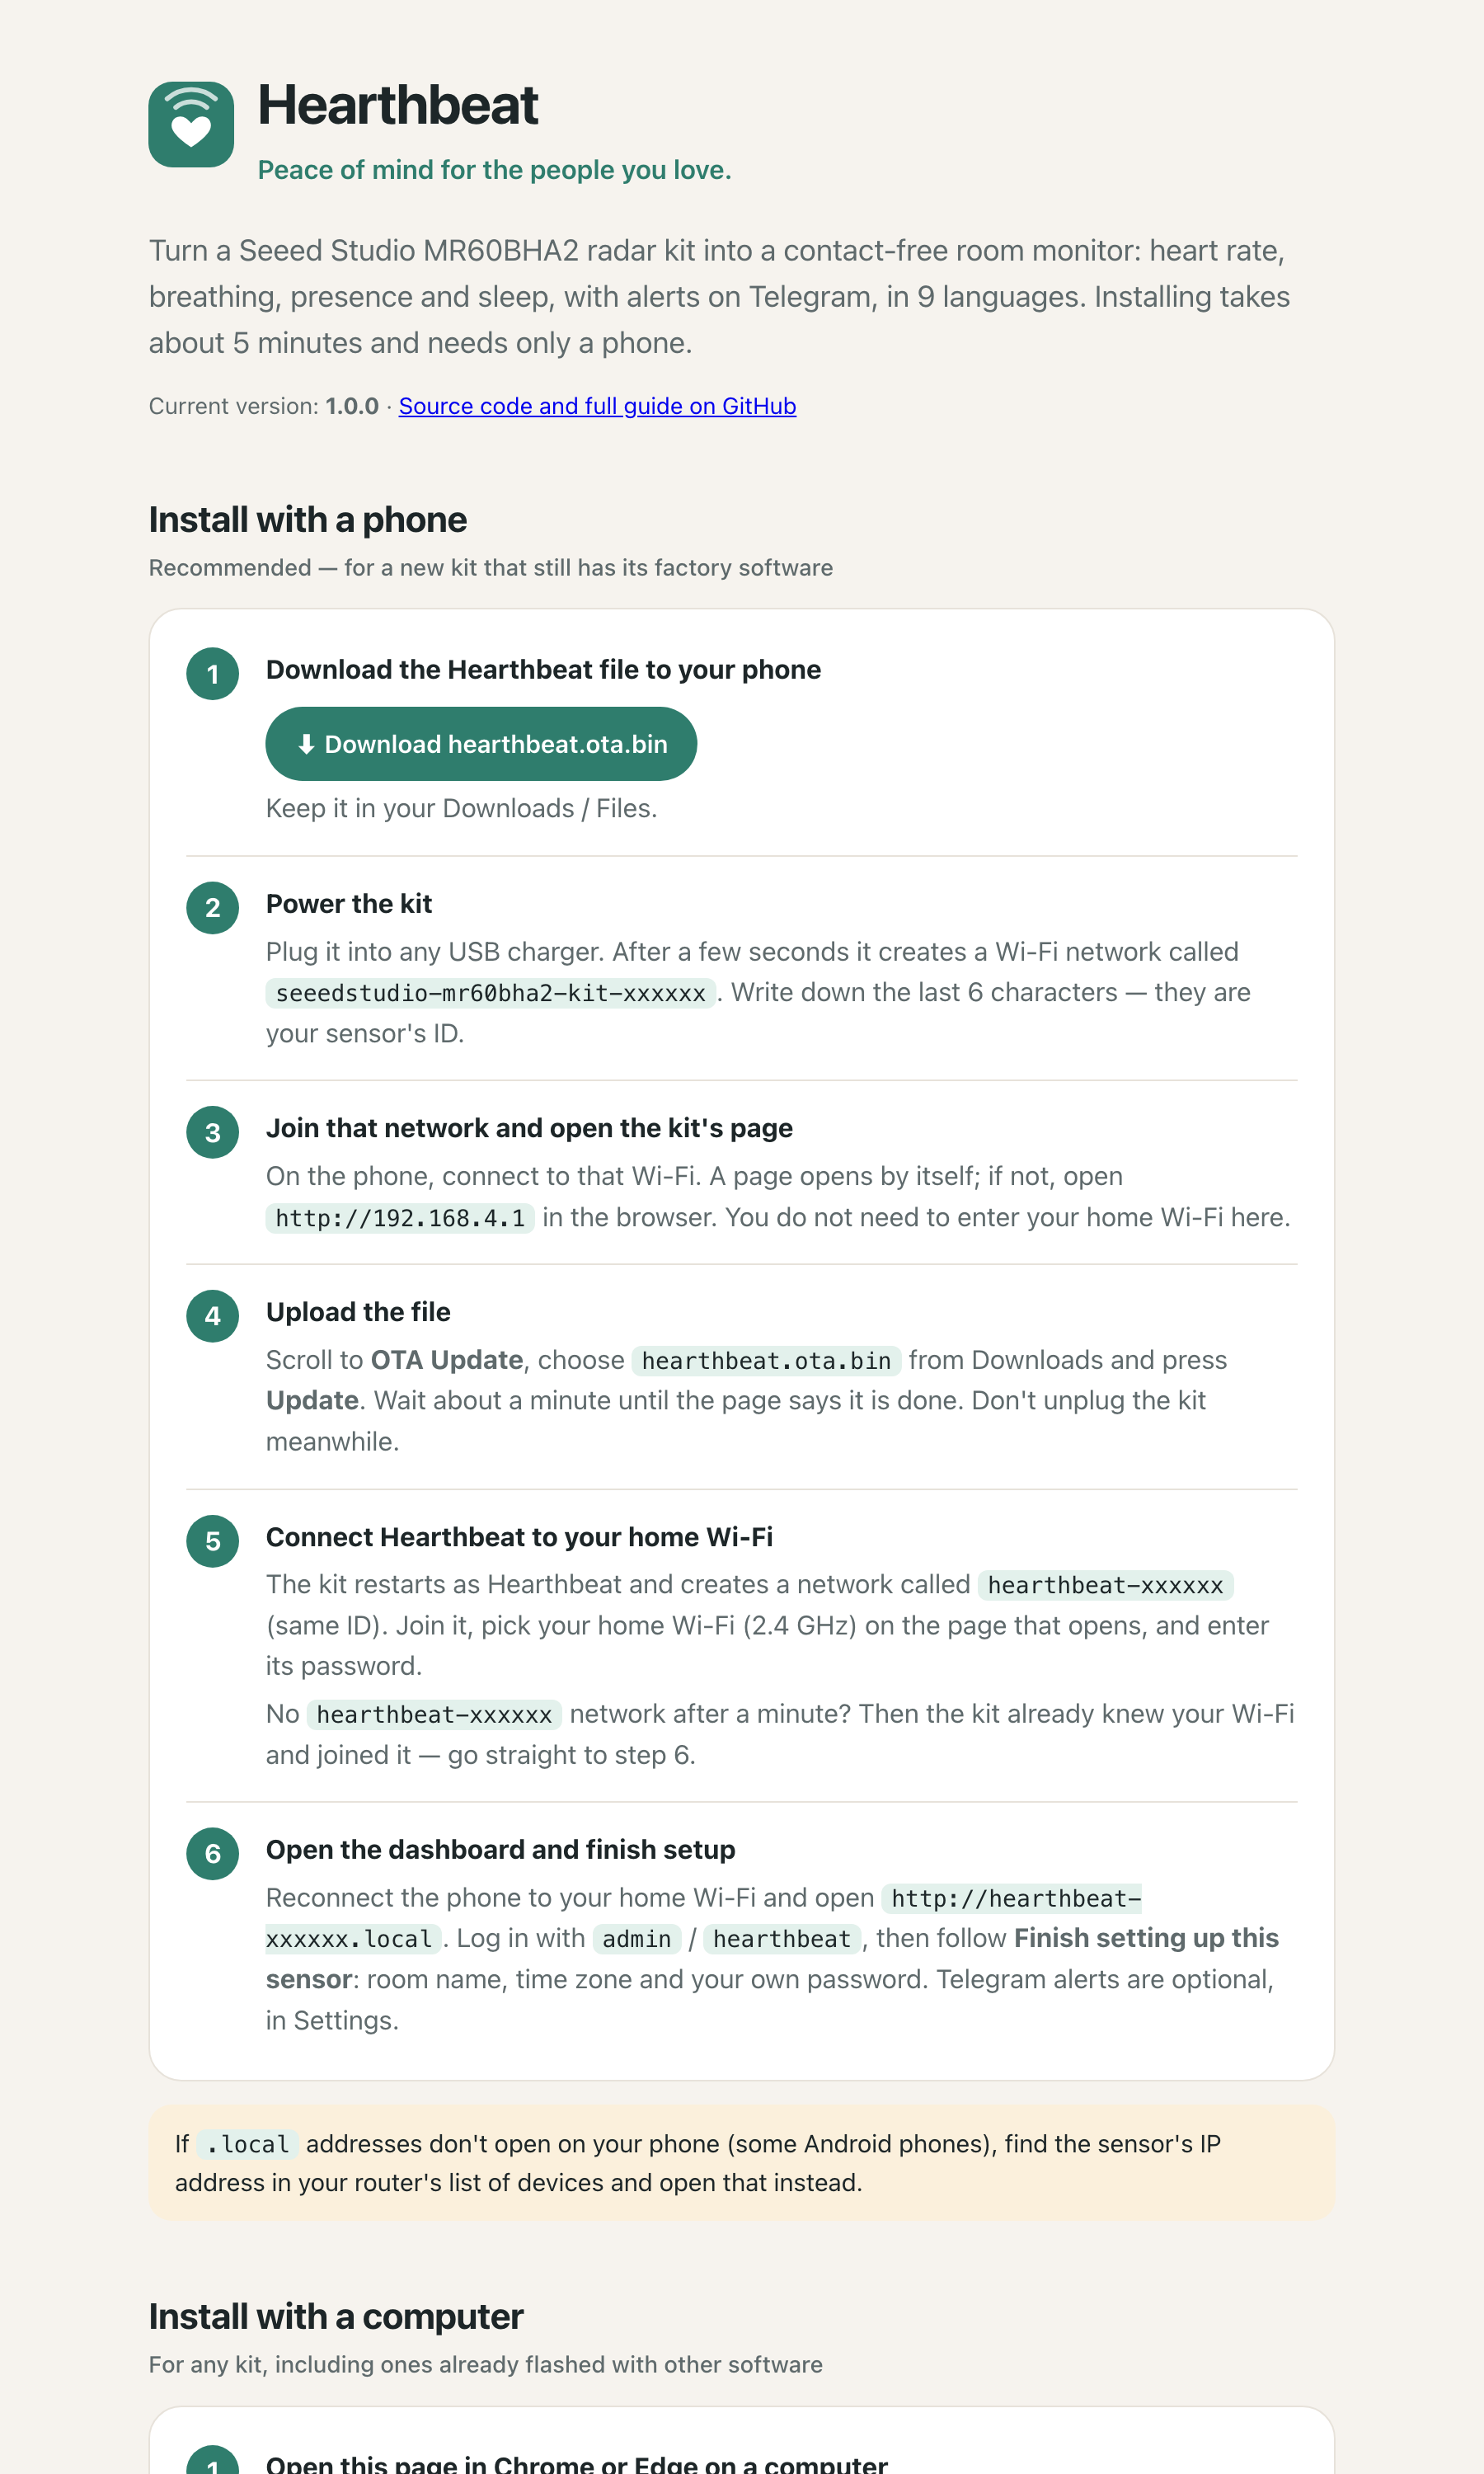 Hearthbeat
Peace of mind for the people you love.
Turn a Seeed Studio MR60BHA2 radar kit into a contact-free room monitor: heart rate,
breathing, presence and sleep, with alerts on Telegram, in 9 languages. Installing takes
about 5 minutes and needs only a phone.
Current version: 1.0.0 · Source code and full guide on GitHub
Install with a phone
Recommended — for a new kit that still has its factory software
1
Download the Hearthbeat file to your phone
⬇ Download hearthbeat.ota.bin
Keep it in your Downloads / Files.
2
Power the kit
Plug it into any USB charger. After a few seconds it creates a Wi-Fi network called
seeedstudio-mr60bha2-kit-xxxxxx. Write down the last 6 characters — they are
your sensor's ID.
3
Join that network and open the kit's page
On the phone, connect to that Wi-Fi. A page opens by itself; if not, open
http://192.168.4.1 in the browser. You do not need to enter your home Wi-Fi here.
4
Upload the file
Scroll to OTA Update, choose hearthbeat.ota.bin from Downloads and press
Update. Wait about a minute until the page says it is done. Don't unplug the kit
meanwhile.
5
Connect Hearthbeat to your home Wi-Fi
The kit restarts as Hearthbeat and creates a network called hearthbeat-xxxxxx
(same ID). Join it, pick your home Wi-Fi (2.4 GHz) on the page that opens, and enter
its password.
No hearthbeat-xxxxxx network after a minute? Then the kit already knew your Wi-Fi
and joined it — go straight to step 6.
6
Open the dashboard and finish setup
Reconnect the phone to your home Wi-Fi and open http://hearthbeat-
xxxxxx.local. Log in with admin / hearthbeat, then follow Finish setting up this
sensor: room name, time zone and your own password. Telegram alerts are optional,
in Settings.
If .local addresses don't open on your phone (some Android phones), find the sensor's IP
address in your router's list of devices and open that instead.
Install with a computer
For any kit, including ones already flashed with other software
1
Open this page in Chrome or Edge on a computer